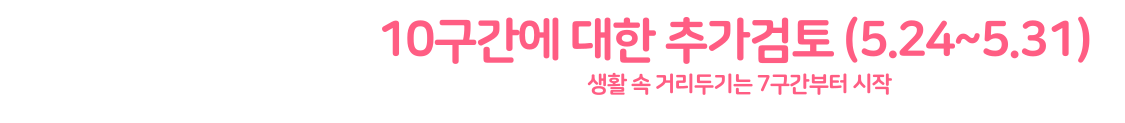 10구간에 대한 추가검토 (5.24~5.31)
생활 속 거리두기는 7구간부터 시작